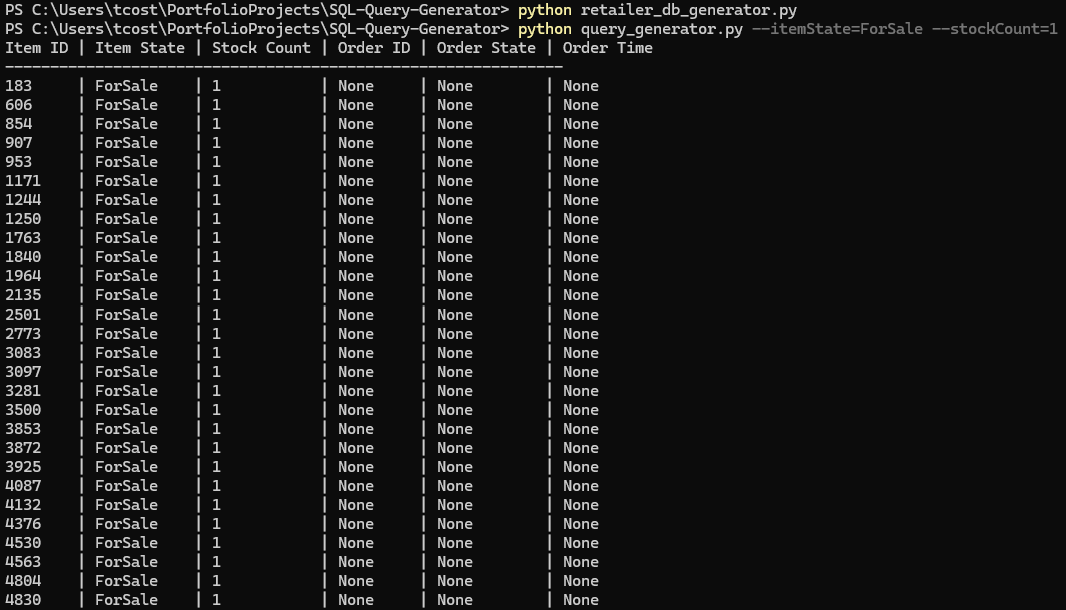 PS C:\Users\tcost\PortfolioProjects\SQL-Query-Generator> python retailer_db_generator.py
PS C:\Users\tcost\PortfolioProjects\SQL-Query-Generator> python query_generator.py --itemState=ForSale --stockCount=1
Item ID | Item State | Stock Count | Order ID | Order State | Order Time
--------------------------------------------------------------
183     | ForSale    | 1           | None     | None        | None
606     | ForSale    | 1           | None     | None        | None
854     | ForSale    | 1           | None     | None        | None
907     | ForSale    | 1           | None     | None        | None
953     | ForSale    | 1           | None     | None        | None
1171    | ForSale    | 1           | None     | None        | None
1244    | ForSale    | 1           | None     | None        | None
1250    | ForSale    | 1           | None     | None        | None
1763    | ForSale    | 1           | None     | None        | None
1840    | ForSale    | 1           | None     | None        | None
1964    | ForSale    | 1           | None     | None        | None
2135    | ForSale    | 1           | None     | None        | None
2501    | ForSale    | 1           | None     | None        | None
2773    | ForSale    | 1           | None     | None        | None
3083    | ForSale    | 1           | None     | None        | None
3097    | ForSale    | 1           | None     | None        | None
3281    | ForSale    | 1           | None     | None        | None
3500    | ForSale    | 1           | None     | None        | None
3853    | ForSale    | 1           | None     | None        | None
3872    | ForSale    | 1           | None     | None        | None
3925    | ForSale    | 1           | None     | None        | None
4087    | ForSale    | 1           | None     | None        | None
4132    | ForSale    | 1           | None     | None        | None
4376    | ForSale    | 1           | None     | None        | None
4530    | ForSale    | 1           | None     | None        | None
4563    | ForSale    | 1           | None     | None        | None
4804    | ForSale    | 1           | None     | None        | None
4830    | ForSale    | 1           | None     | None        | None